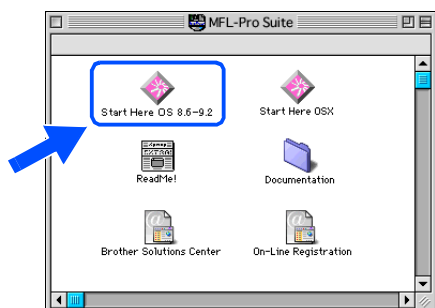 MFL-Pro Suite
Start Here OS 8.6-9.2
Start Here OSX
ReadMe!
Documentation
Brother Solutions Center
On-Line Registration